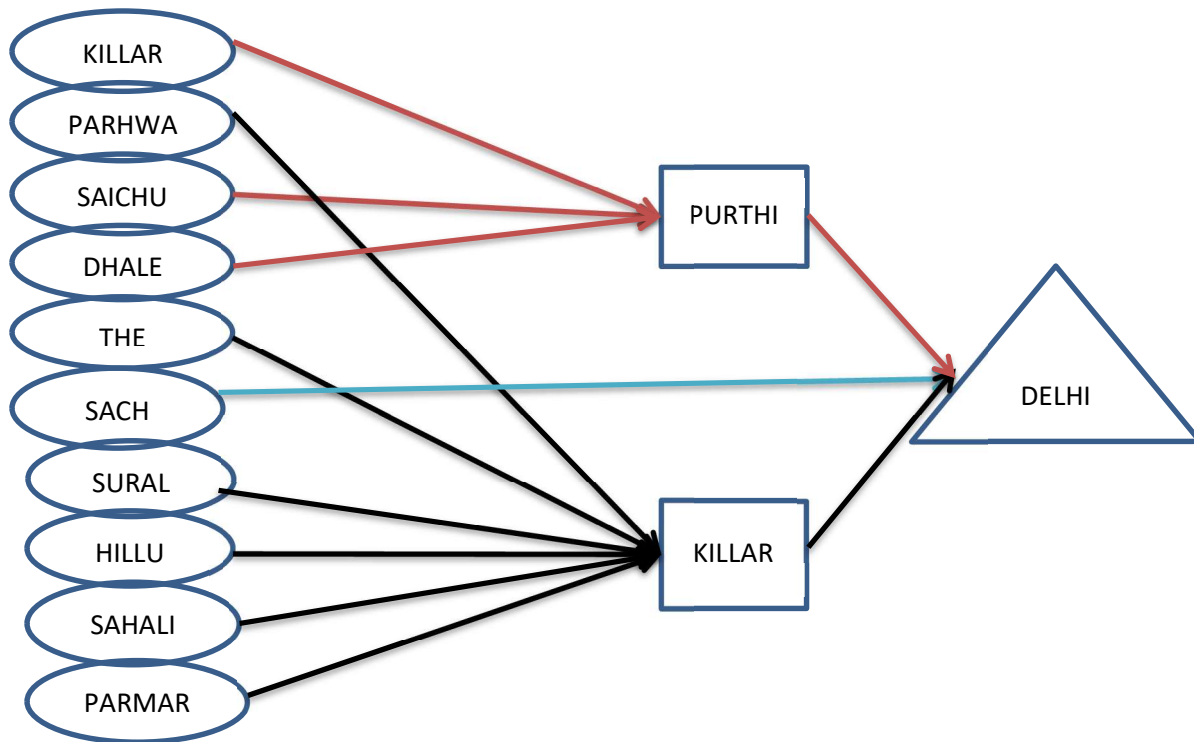 KILLAR
PARHWA
SAICHU
DHALE
THE
SACH
SURAL
HILLU
SAHALI
PARMAR
PURTHI
KILLAR
DELHI